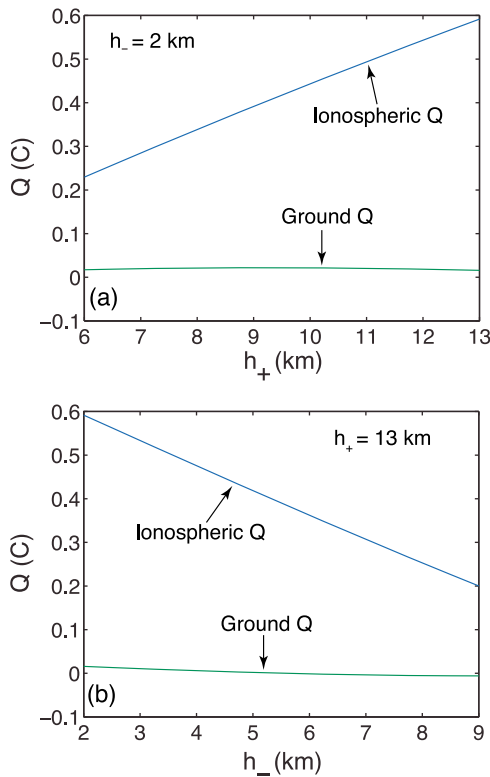 0.6
h₋ = 2 km
0.5
Ionospheric Q
0.4
Q (C)
0.3
0.2
Ground Q
0.1
0
(a)
−0.1
6 7 8 9 10 11 12 13
h₊ (km)
0.6
h₊ = 13 km
0.5
0.4
Ionospheric Q
Q (C)
0.3
0.2
0.1
Ground Q
0
(b)
−0.1
2 3 4 5 6 7 8 9
h₋ (km)